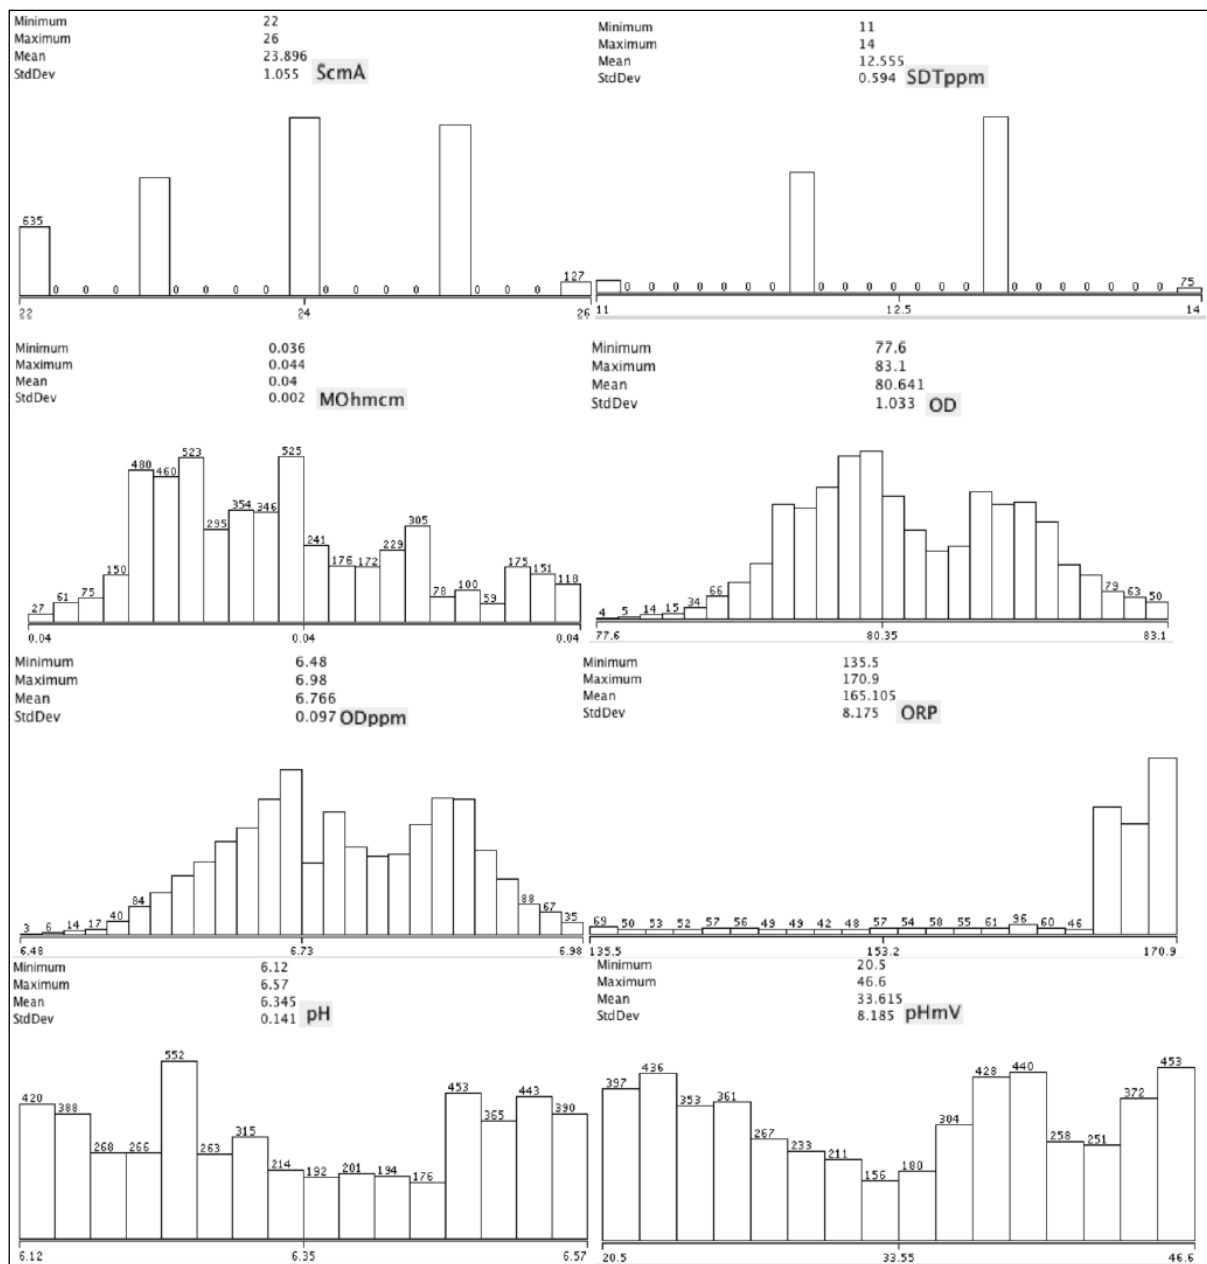 Minimum 22
Maximum 26
Mean 23.896
StdDev 1.055 ScmA
635 0 0 0 0 0 0 0 0 0 0 0 127
22 24 26
Minimum 11
Maximum 14
Mean 12.555
StdDev 0.594 SDTppm
0 0 0 0 0 0 0 0 0 0 0 0 0 0 0 0 0 0 0 0 75
11 12.5 14
Minimum 0.036
Maximum 0.044
Mean 0.04
StdDev 0.002 MOhmcm
27 61 75 150 480 460 523 295 354 346 525 241 176 172 229 305 78 100 59 175 151 118
0.04 0.04 0.04
Minimum 77.6
Maximum 83.1
Mean 80.641
StdDev 1.033 OD
4 5 14 15 34 66 79 63 50
77.6 80.35 83.1
Minimum 6.48
Maximum 6.98
Mean 6.766
StdDev 0.097 ODppm
3 6 14 17 40 84 88 67 35
6.48 6.73 6.98
Minimum 135.5
Maximum 170.9
Mean 165.105
StdDev 8.175 ORP
69 50 53 52 57 56 49 49 42 48 57 54 58 55 61 96 60 46
135.5 153.2 170.9
Minimum 6.12
Maximum 6.57
Mean 6.345
StdDev 0.141 pH
420 388 268 266 552 263 315 214 192 201 194 176 453 365 443 390
6.12 6.35 6.57
Minimum 20.5
Maximum 46.6
Mean 33.615
StdDev 8.185 pHmV
397 436 353 361 267 233 211 156 180 304 428 440 258 251 372 453
20.5 33.55 46.6